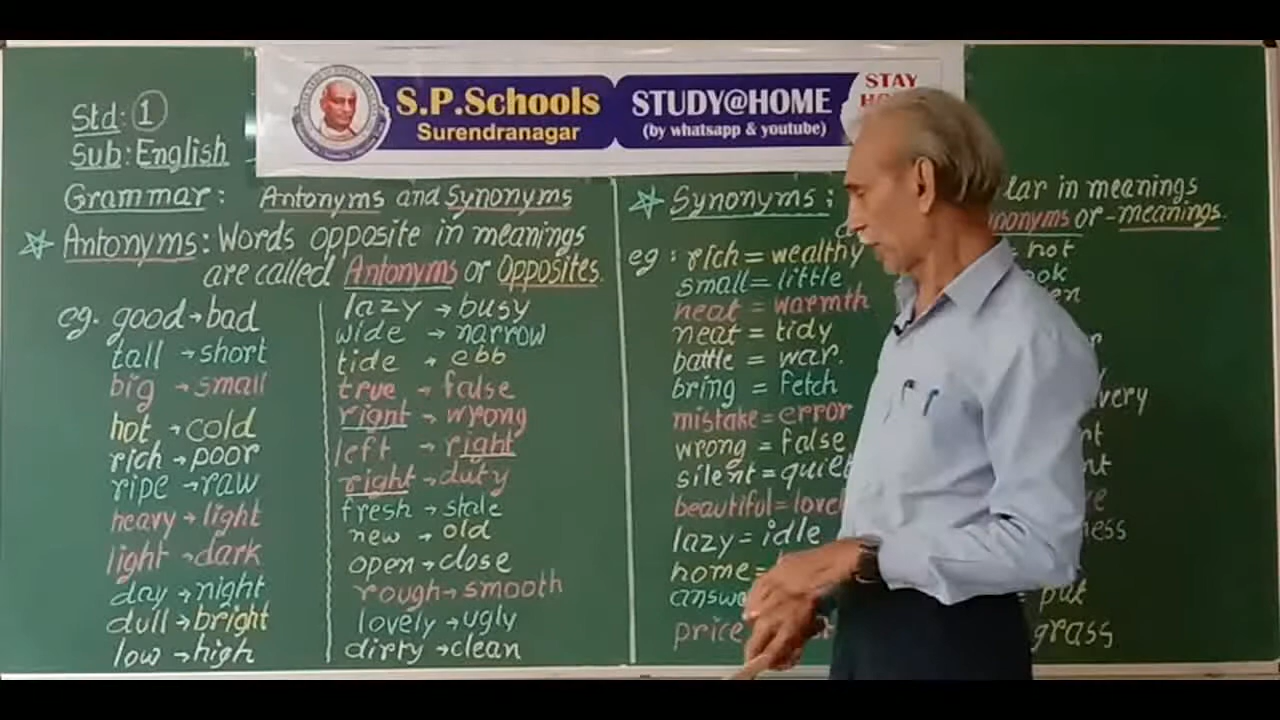 S.P.Schools
Surendranagar
STUDY@HOME
(by whatsapp & youtube)
STAY
Std: 1
Sub: English
Grammar: Antonyms and Synonyms
Antonyms: Words opposite in meanings
are called Antonyms or Opposites.
eg. good→bad
tall→short
big→small
hot→cold
rich→poor
ripe→raw
heavy→light
light→dark
day→night
dull→bright
low→high
lazy→busy
wide→narrow
tide→ebb
true→false
right→wrong
left→right
right→duty
fresh→stale
new→old
open→close
rough→smooth
lovely→ugly
dirty→clean
Synonyms:
in meanings
or meanings.
eg: rich = wealthy
small = little
heat = warmth
neat = tidy
battle = war.
bring = fetch
mistake = error
wrong = false
silent = quiet
beautiful =
lazy = idle
home =
price
not
put
grass